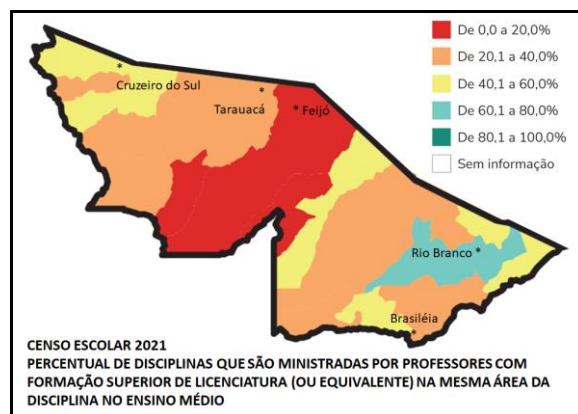 De 0,0 a 20,0%
De 20,1 a 40,0%
De 40,1 a 60,0%
De 60,1 a 80,0%
De 80,1 a 100,0%
Sem informação
* Cruzeiro do Sul
* Tarauacá
* Feijó
Rio Branco *
Brasiléia *
CENSO ESCOLAR 2021
PERCENTUAL DE DISCIPLINAS QUE SÃO MINISTRADAS POR PROFESSORES COM
FORMAÇÃO SUPERIOR DE LICENCIATURA (OU EQUIVALENTE) NA MESMA ÁREA DA
DISCIPLINA NO ENSINO MÉDIO